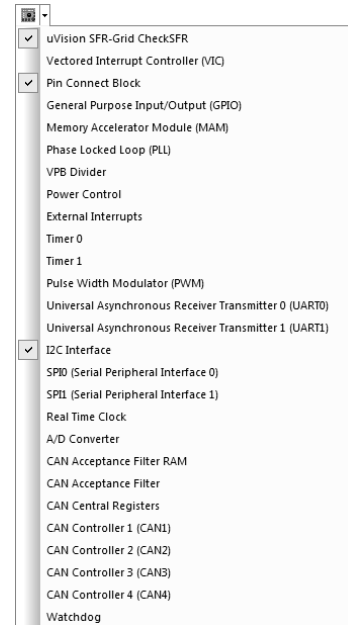 uVision SFR-Grid CheckSFR
Vectored Interrupt Controller (VIC)
Pin Connect Block
General Purpose Input/Output (GPIO)
Memory Accelerator Module (MAM)
Phase Locked Loop (PLL)
VPB Divider
Power Control
External Interrupts
Timer 0
Timer 1
Pulse Width Modulator (PWM)
Universal Asynchronous Receiver Transmitter 0 (UART0)
Universal Asynchronous Receiver Transmitter 1 (UART1)
I2C Interface
SPI0 (Serial Peripheral Interface 0)
SPI1 (Serial Peripheral Interface 1)
Real Time Clock
A/D Converter
CAN Acceptance Filter RAM
CAN Acceptance Filter
CAN Central Registers
CAN Controller 1 (CAN1)
CAN Controller 2 (CAN2)
CAN Controller 3 (CAN3)
CAN Controller 4 (CAN4)
Watchdog